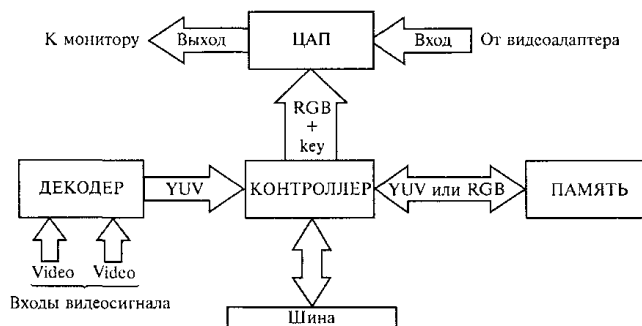 К монитору Выход ЦАП Вход От видеоадаптера
RGB
+
key
ДЕКОДЕР YUV КОНТРОЛЛЕР YUV или RGB ПАМЯТЬ
Video Video
Входы видеосигнала
Шина